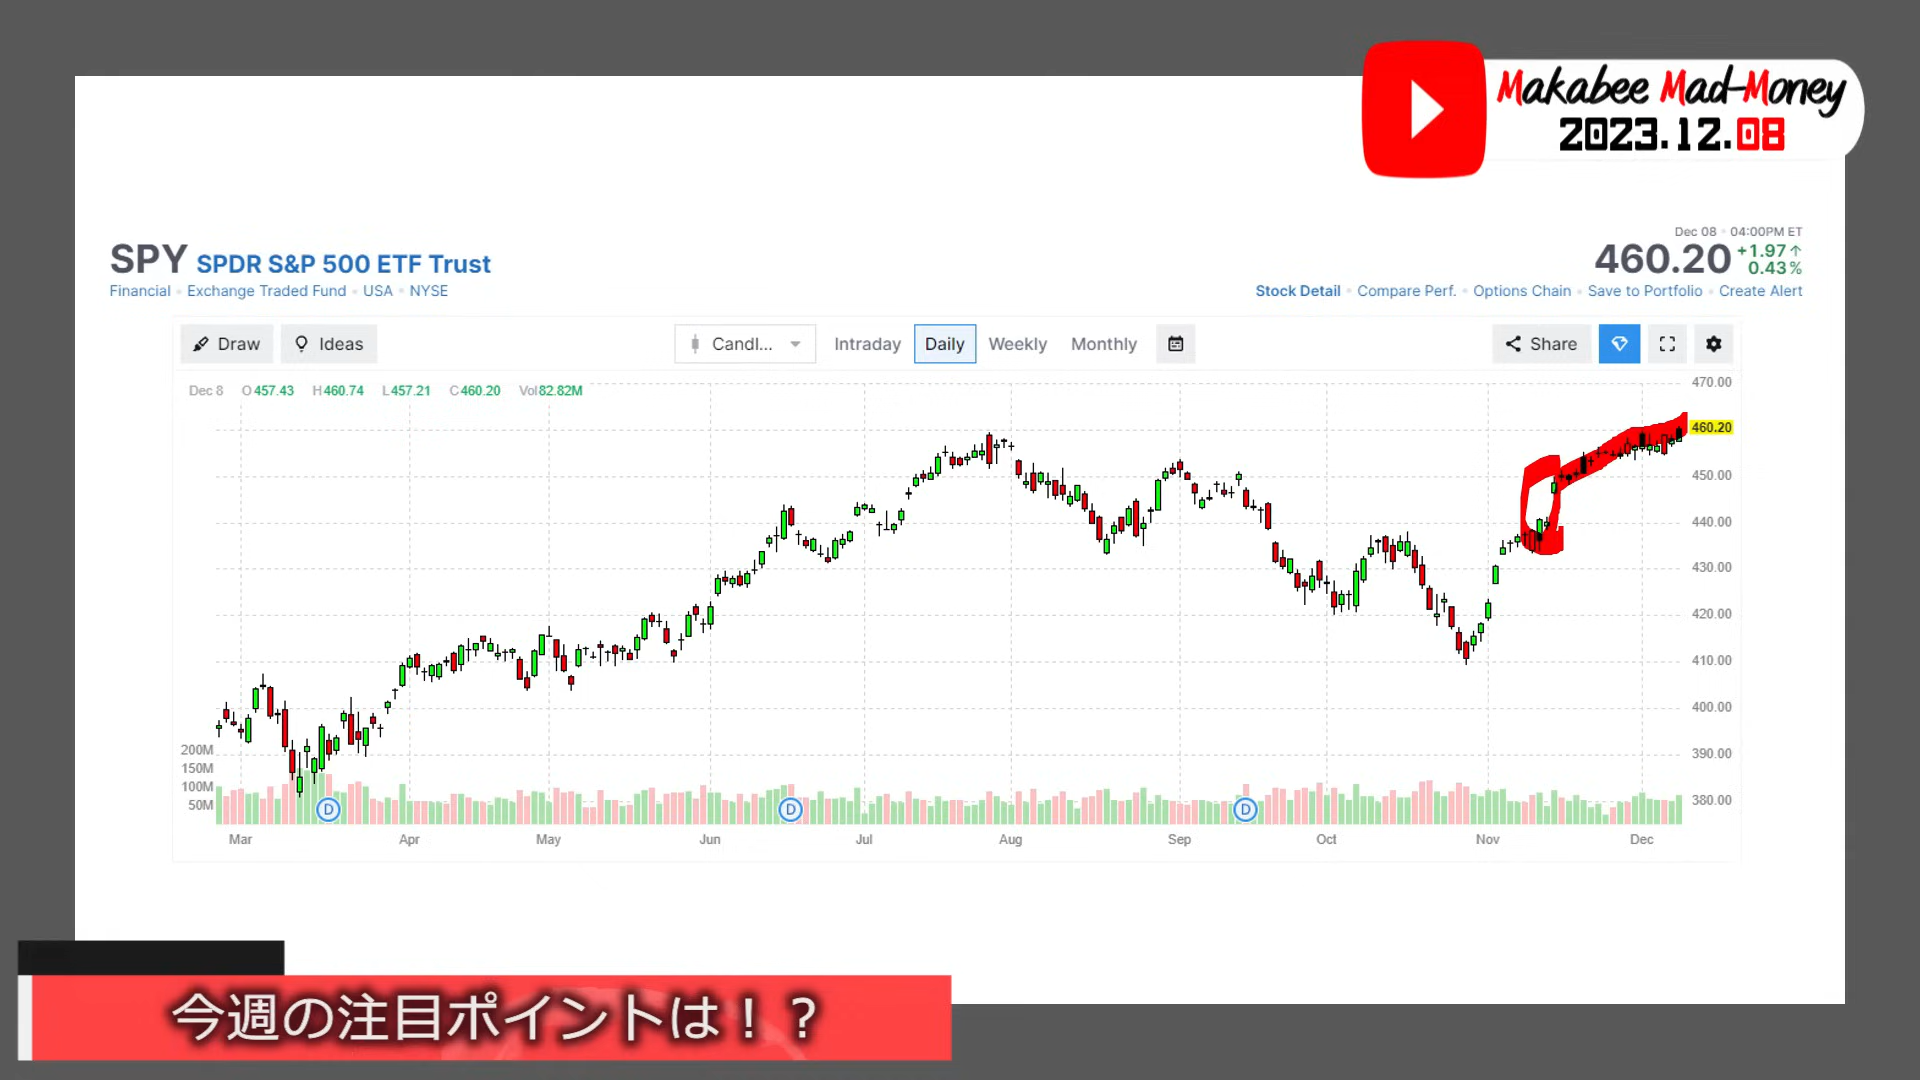 Makabee Mad-Money
2023.12.08
Dec 08 • 04:00PM ET
SPY SPDR S&P 500 ETF Trust
460.20 +1.97↑
0.43%
Financial • Exchange Traded Fund • USA • NYSE
Stock Detail • Compare Perf. • Options Chain • Save to Portfolio • Create Alert
Draw Ideas Candl... Intraday Daily Weekly Monthly Share
Dec 8 O457.43 H460.74 L457.21 C460.20 Vol82.82M
470.00
460.20
450.00
440.00
430.00
420.00
410.00
400.00
390.00
380.00
200M
150M
100M
50M
D D D
Mar Apr May Jun Jul Aug Sep Oct Nov Dec
今週の注目ポイントは！？